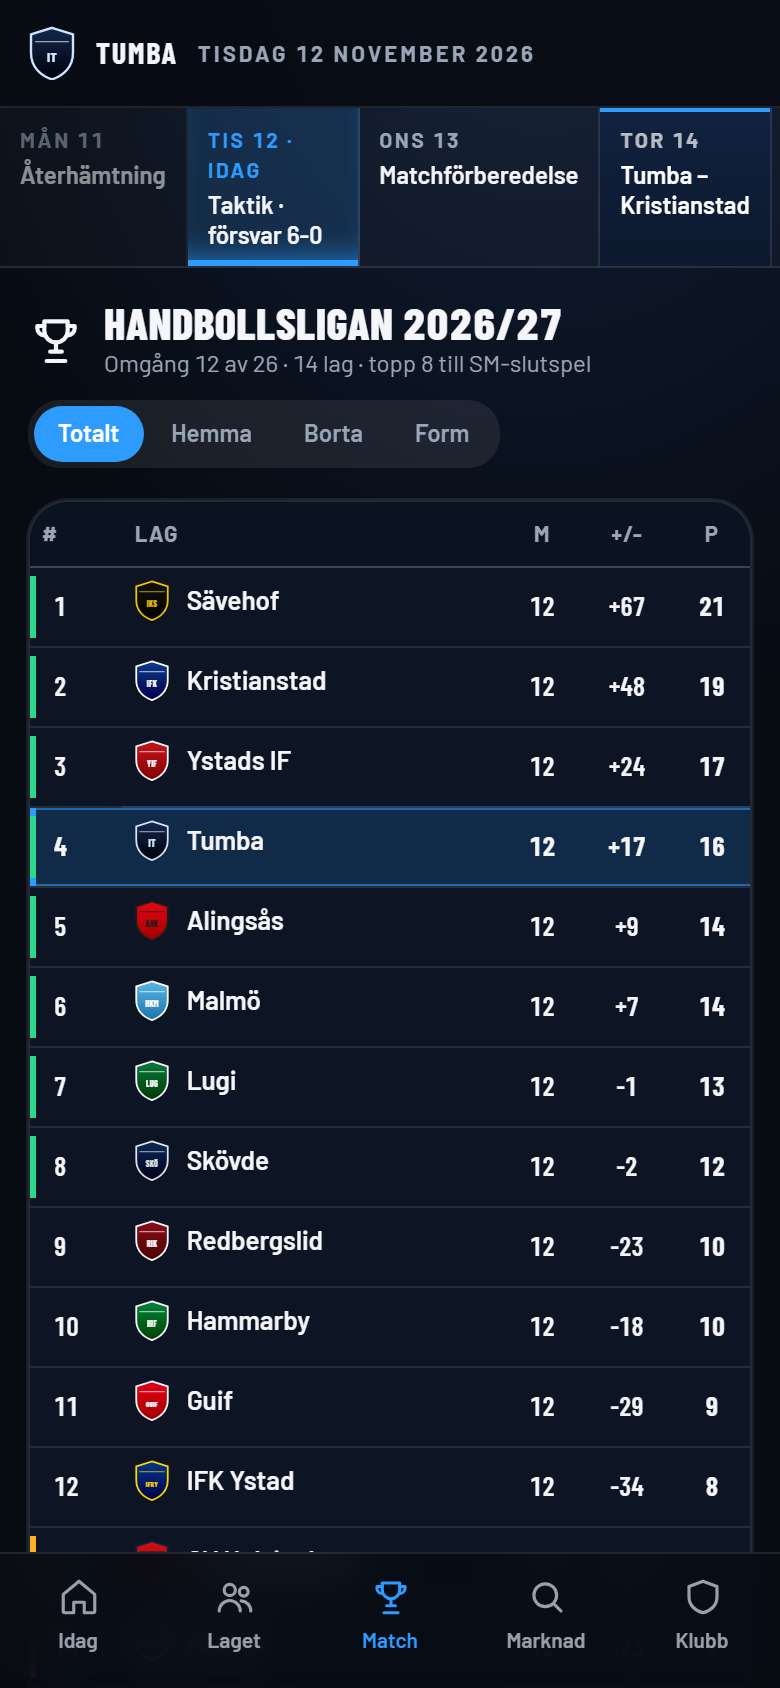 IT
TUMBA TISDAG 12 NOVEMBER 2026
MÅN 11
Återhämtning
TIS 12 ·
IDAG
Taktik ·
försvar 6-0
ONS 13
Matchförberedelse
TOR 14
Tumba –
Kristianstad
HANDBOLLSLIGAN 2026/27
Omgång 12 av 26 · 14 lag · topp 8 till SM-slutspel
Totalt Hemma Borta Form
# LAG M +/- P
1 IKS Sävehof 12 +67 21
2 IFK Kristianstad 12 +48 19
3 YIF Ystads IF 12 +24 17
4 IT Tumba 12 +17 16
5 Alingsås 12 +9 14
6 HKM Malmö 12 +7 14
7 LUG Lugi 12 -1 13
8 SKÖ Skövde 12 -2 12
9 RIK Redbergslid 12 -23 10
10 Hammarby 12 -18 10
11 GUIF Guif 12 -29 9
12 IFKY IFK Ystad 12 -34 8
Idag Laget Match Marknad Klubb